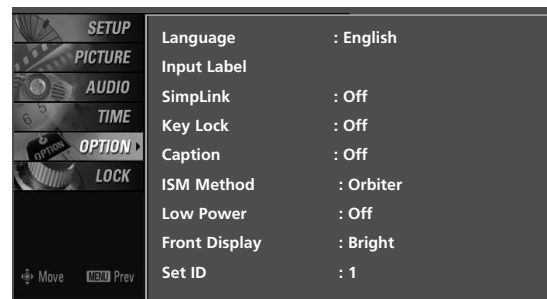 SETUP
PICTURE
AUDIO
TIME
OPTION
LOCK
Move MENU Prev
Language : English
Input Label
SimpLink : Off
Key Lock : Off
Caption : Off
ISM Method : Orbiter
Low Power : Off
Front Display : Bright
Set ID : 1